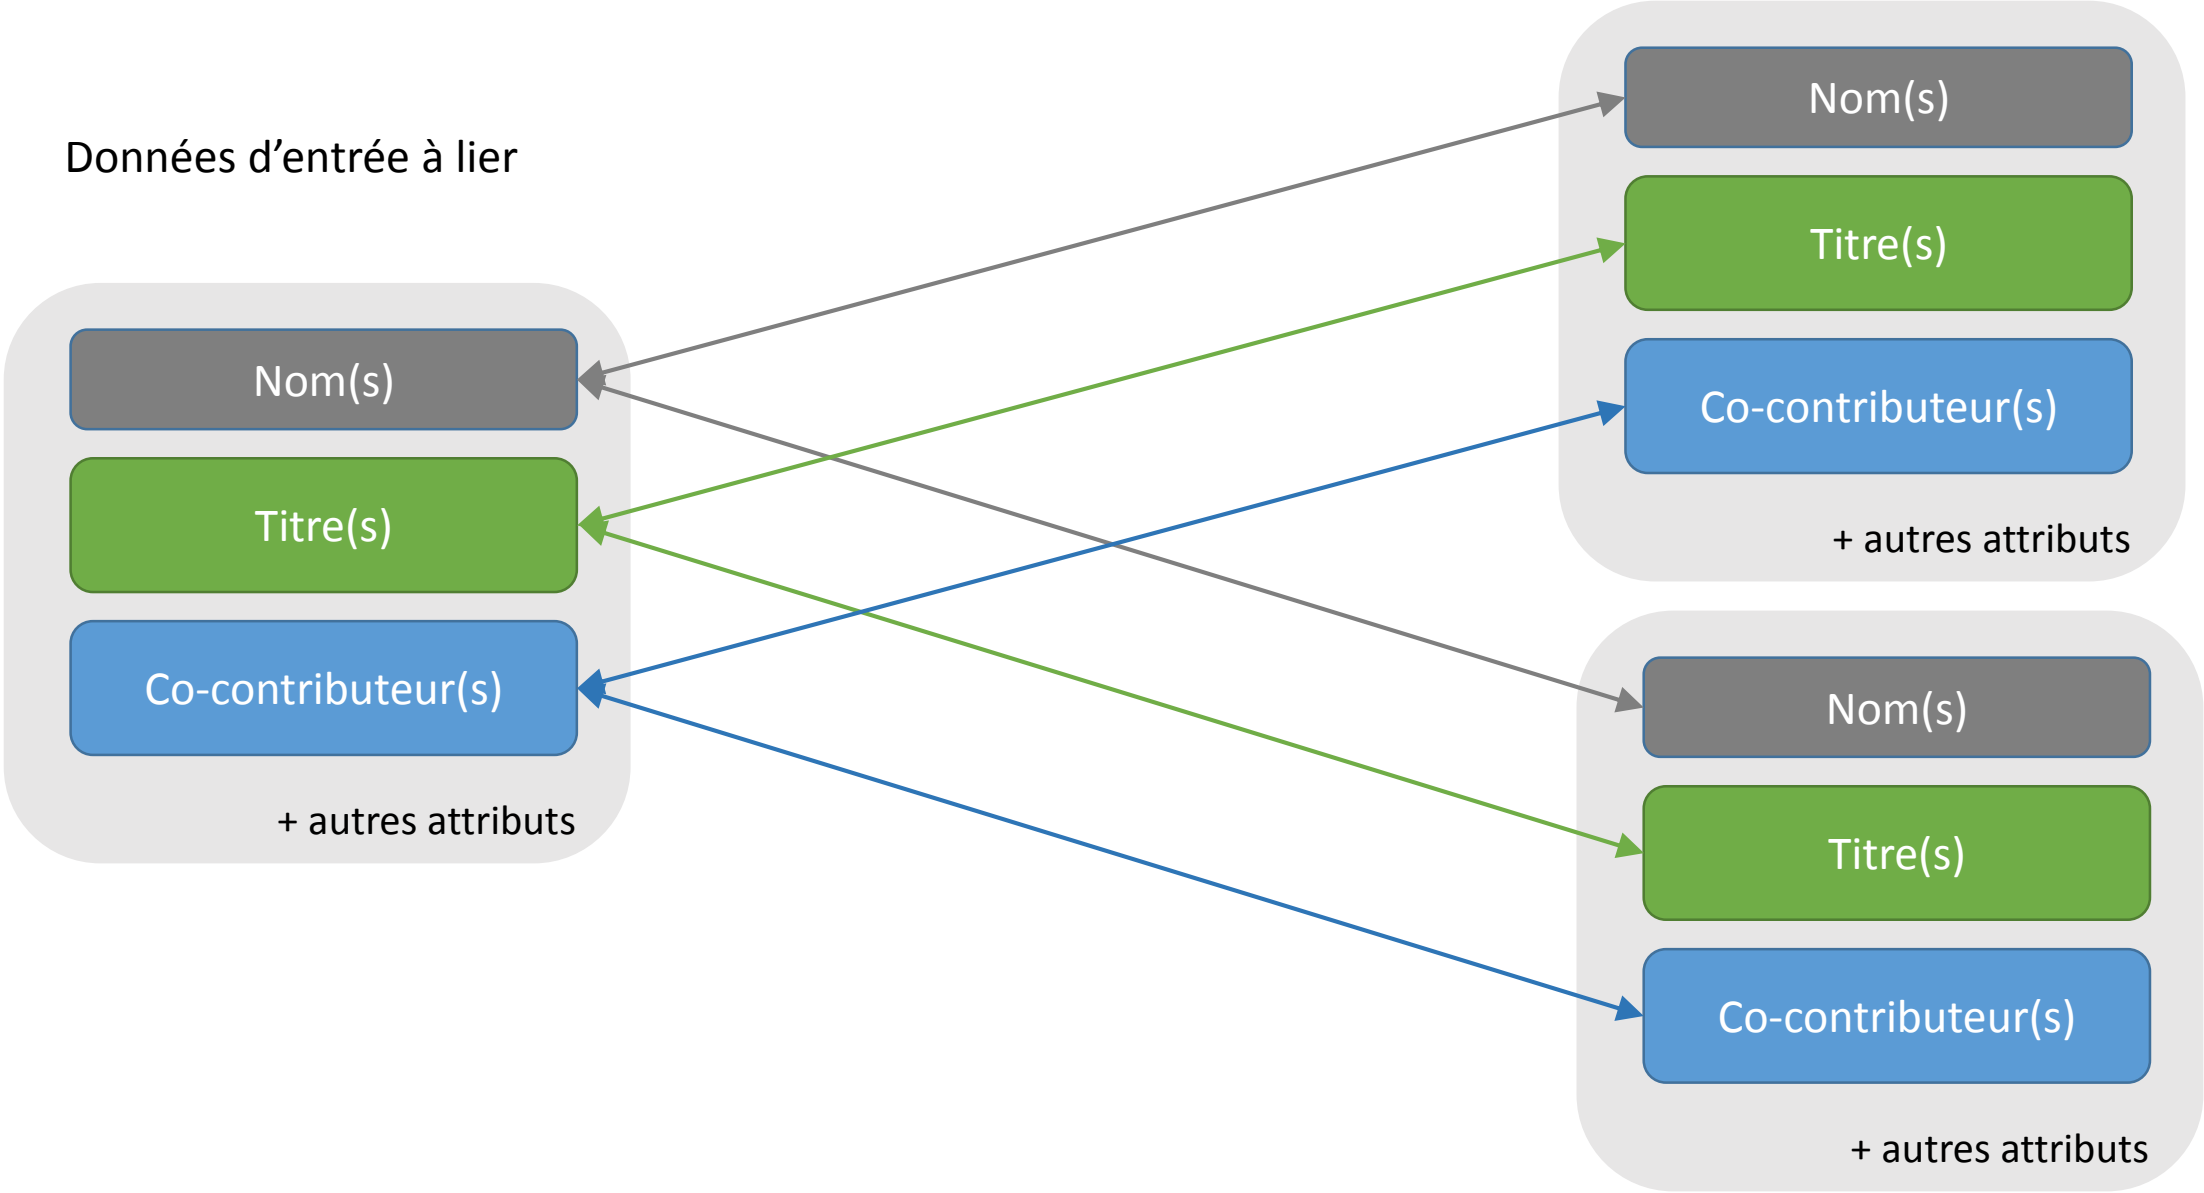 Données d’entrée à lier
Nom(s)
Titre(s)
Co-contributeur(s)
+ autres attributs
Nom(s)
Titre(s)
Co-contributeur(s)
+ autres attributs
Nom(s)
Titre(s)
Co-contributeur(s)
+ autres attributs